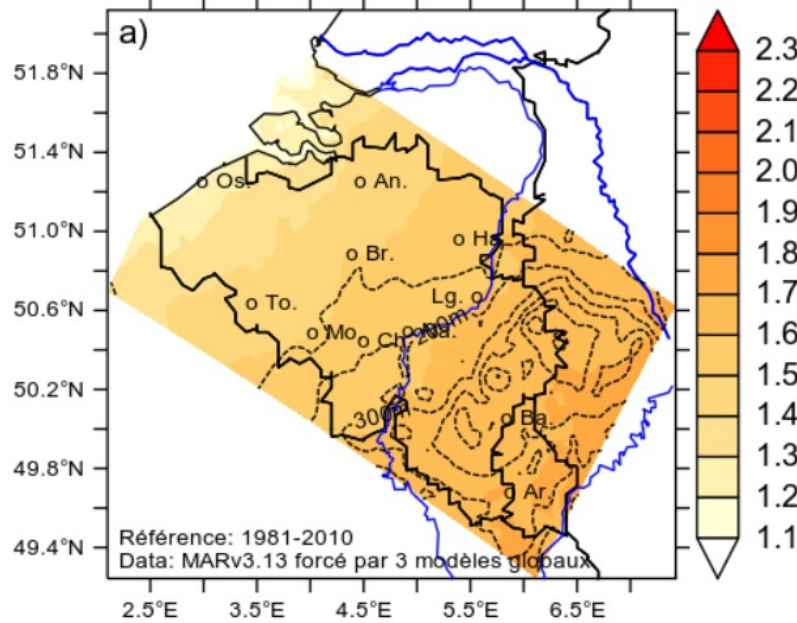 a)
51.8°N
51.4°N
51.0°N
50.6°N
50.2°N
49.8°N
49.4°N
2.5°E 3.5°E 4.5°E 5.5°E 6.5°E
Os.
An.
Ha.
Br.
Lg.
To.
Mo.
Ch.
Na.
200m
300m
Ba.
Ar.
Référence: 1981-2010
Data: MARv3.13 forcé par 3 modèles globaux
2.3
2.2
2.1
2.0
1.9
1.8
1.7
1.6
1.5
1.4
1.3
1.2
1.1